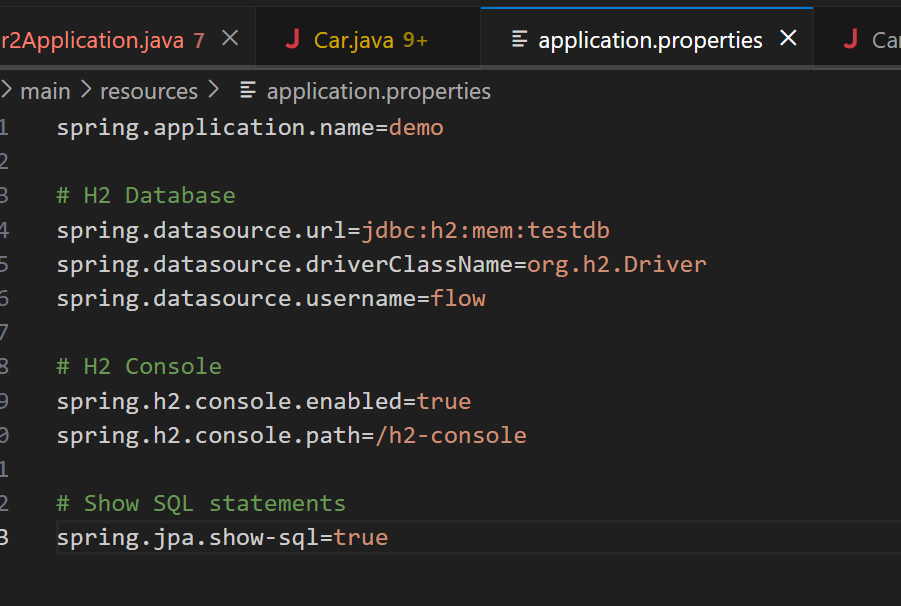 r2Application.java 7
J Car.java 9+
application.properties
J Ca
main > resources > application.properties
1 spring.application.name=demo
2
3 # H2 Database
4 spring.datasource.url=jdbc:h2:mem:testdb
5 spring.datasource.driverClassName=org.h2.Driver
6 spring.datasource.username=flow
7
8 # H2 Console
9 spring.h2.console.enabled=true
0 spring.h2.console.path=/h2-console
1
2 # Show SQL statements
3 spring.jpa.show-sql=true